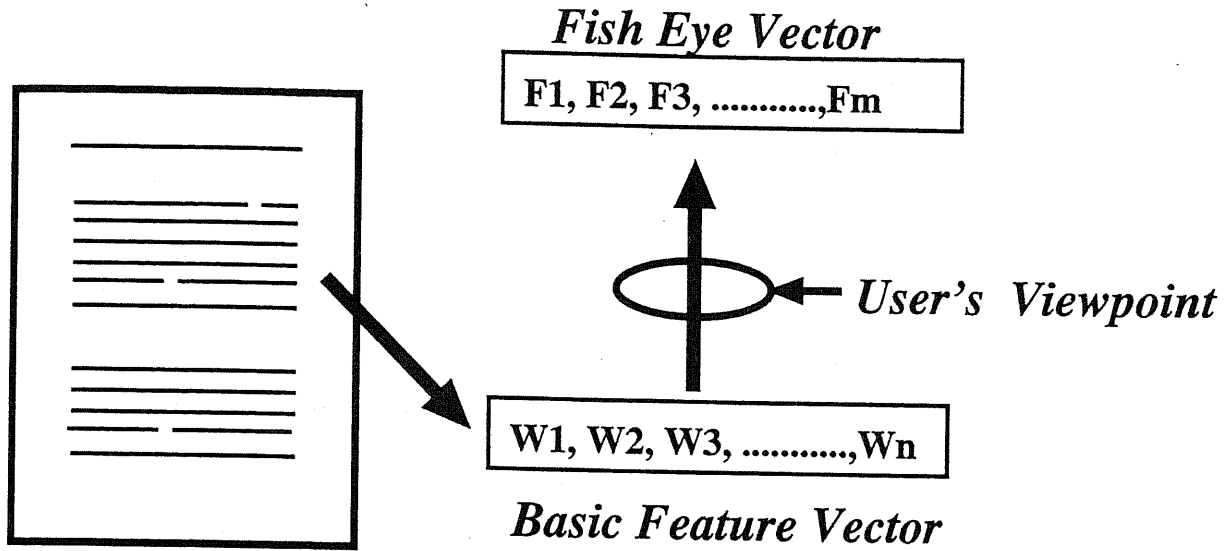 Fish Eye Vector
F1, F2, F3, ............,Fm
User's Viewpoint
W1, W2, W3, ...........,Wn
Basic Feature Vector